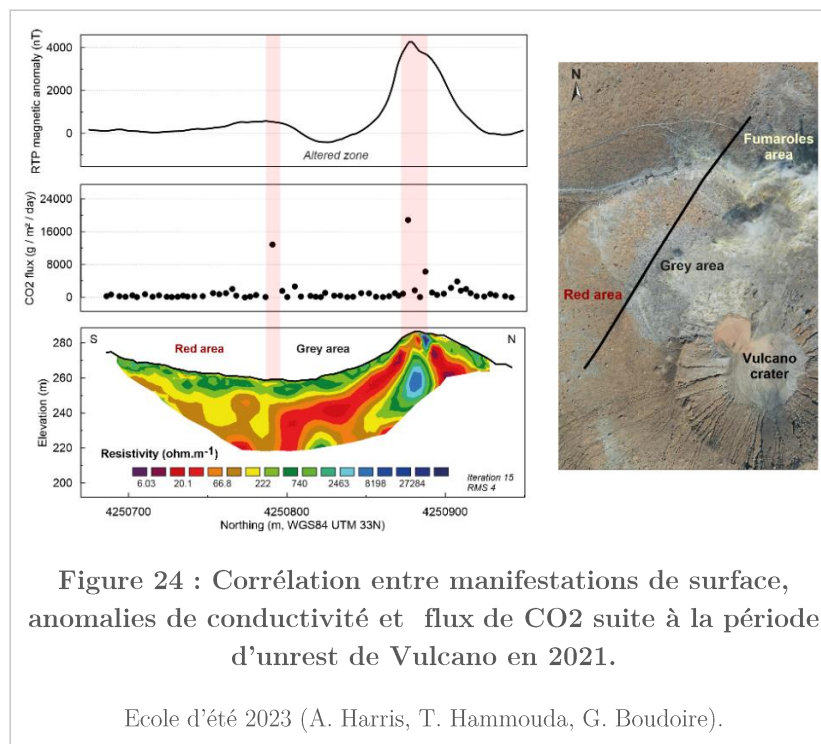 RTP magnetic anomaly (nT)
4000
2000
0
Altered zone
CO2 flux (g / m² / day)
24000
16000
8000
0
S
N
Red area
Grey area
Elevation (m)
280
260
240
220
200
Resistivity (ohm.m⁻¹)
6.03 20.1 66.8 222 740 2463 8198 27284
Iteration 15
RMS 4
4250700 4250800 4250900
Northing (m, WGS84 UTM 33N)
N
Fumaroles
area
Grey area
Red area
Vulcano
crater
Figure 24 : Corrélation entre manifestations de surface,
anomalies de conductivité et flux de CO2 suite à la période
d'unrest de Vulcano en 2021.
Ecole d'été 2023 (A. Harris, T. Hammouda, G. Boudoire).